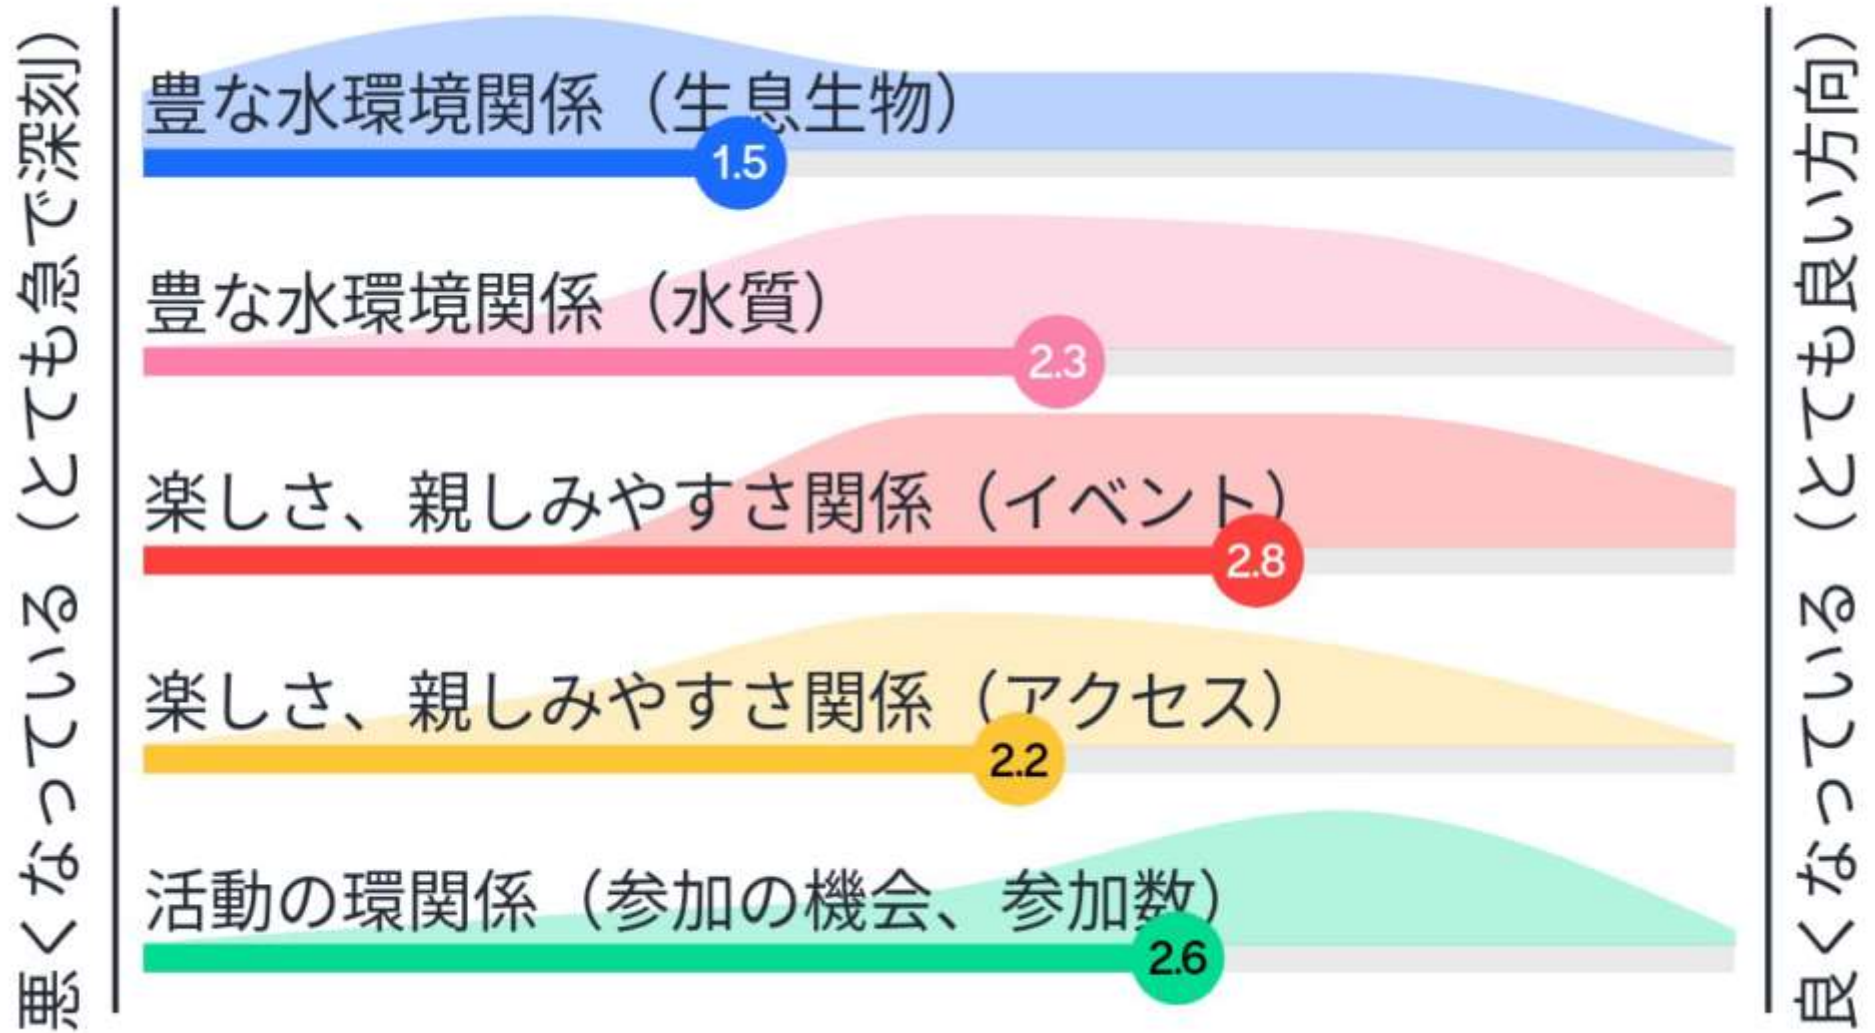 悪くなっている（とても急で深刻）
豊な水環境関係（生息生物）
1.5
豊な水環境関係（水質）
2.3
楽しさ、親しみやすさ関係（イベント）
2.8
楽しさ、親しみやすさ関係（アクセス）
2.2
活動の環関係（参加の機会、参加数）
2.6
良くなっている（とても良い方向）